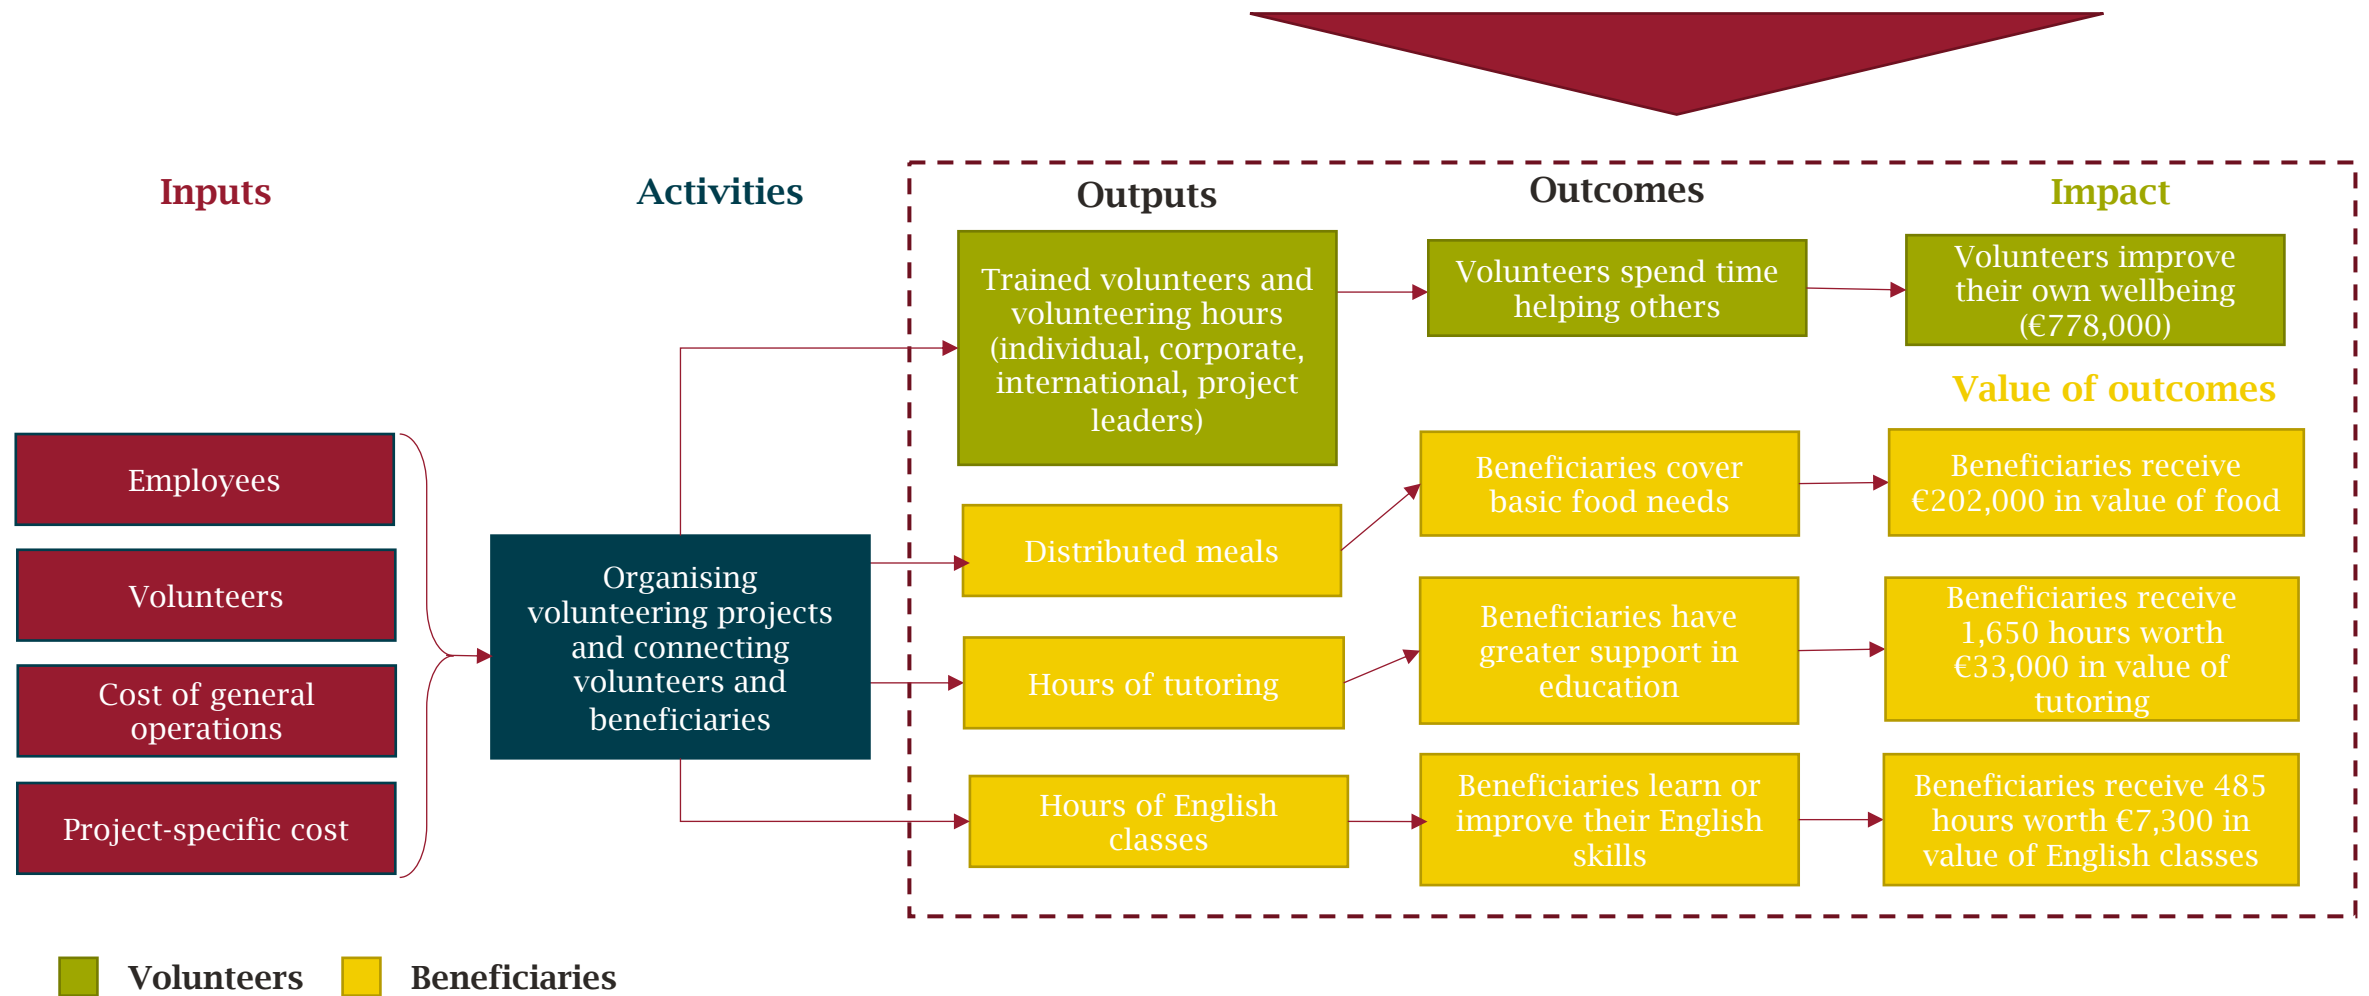 Inputs
Activities
Outputs
Outcomes
Impact
Employees
Volunteers
Cost of general
operations
Project-specific cost
Organising
volunteering projects
and connecting
volunteers and
beneficiaries
Trained volunteers and
volunteering hours
(individual, corporate,
international, project
leaders)
Volunteers spend time
helping others
Volunteers improve
their own wellbeing
(€778,000)
Value of outcomes
Distributed meals
Beneficiaries cover
basic food needs
Beneficiaries receive
€202,000 in value of food
Hours of tutoring
Beneficiaries have
greater support in
education
Beneficiaries receive
1,650 hours worth
€33,000 in value of
tutoring
Hours of English
classes
Beneficiaries learn or
improve their English
skills
Beneficiaries receive 485
hours worth €7,300 in
value of English classes
Volunteers
Beneficiaries